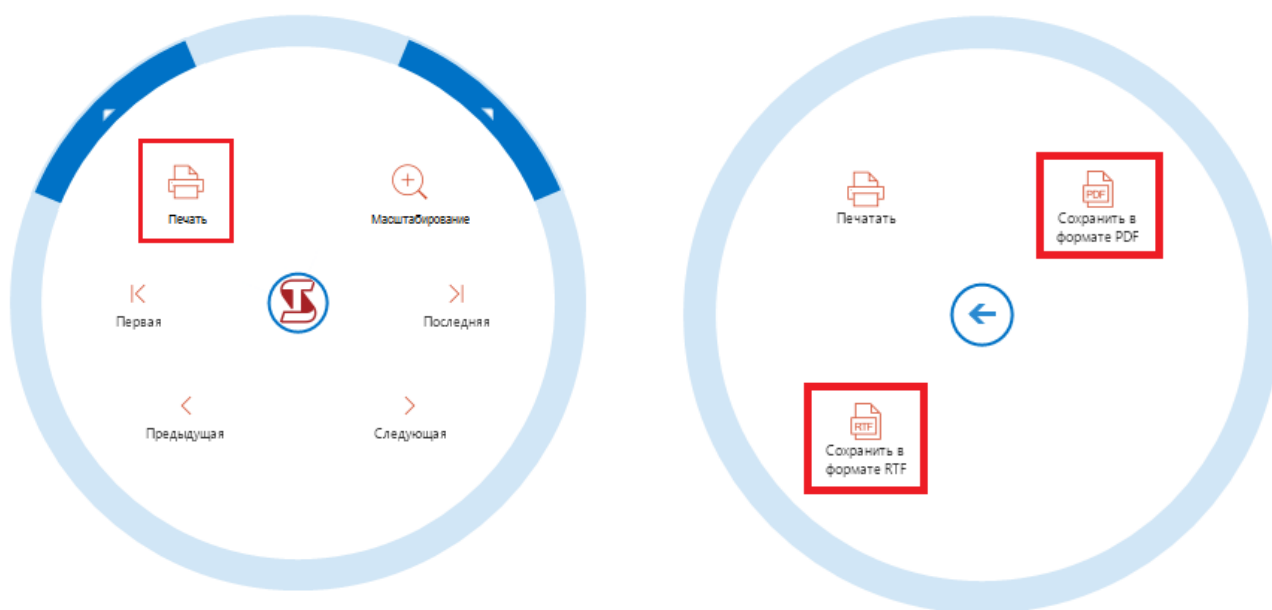 Печать
Масштабирование
Первая
Последняя
Предыдущая
Следующая
Печатать
PDF
Сохранить в
формате PDF
RTF
Сохранить в
формате RTF